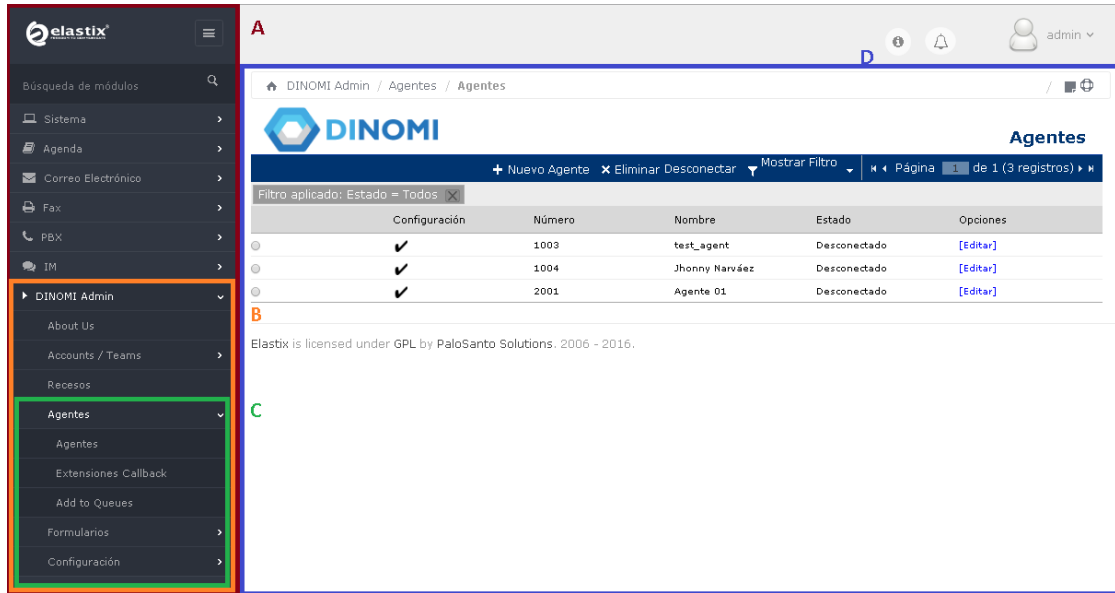 elastix
A
admin
D
Búsqueda de módulos
Sistema
Agenda
Correo Electrónico
Fax
PBX
IM
DINOMI Admin
About Us
Accounts / Teams
Recesos
Agentes
Agentes
Extensiones Callback
Add to Queues
Formularios
Configuración
DINOMI Admin / Agentes / Agentes /
DINOMI
Agentes
Nuevo Agente Eliminar Desconectar Mostrar Filtro Página 1 de 1 (3 registros)
Filtro aplicado: Estado = Todos
Configuración Número Nombre Estado Opciones
1003 test_agent Desconectado [Editar]
1004 Jhonny Narváez Desconectado [Editar]
2001 Agente 01 Desconectado [Editar]
B
Elastix is licensed under GPL by PaloSanto Solutions. 2006 - 2016.
C